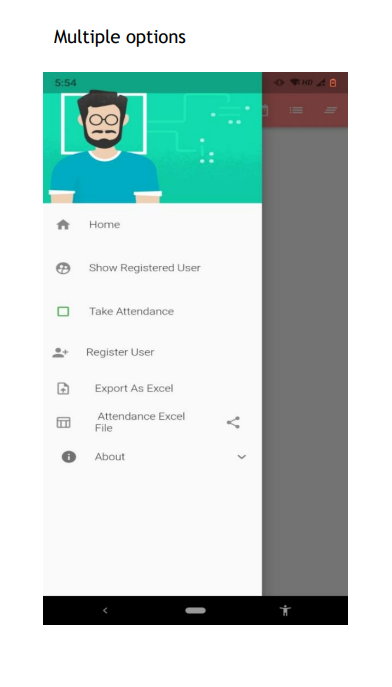 Multiple options
5:54
HD
Home
Show Registered User
Take Attendance
Register User
Export As Excel
Attendance Excel
File
About